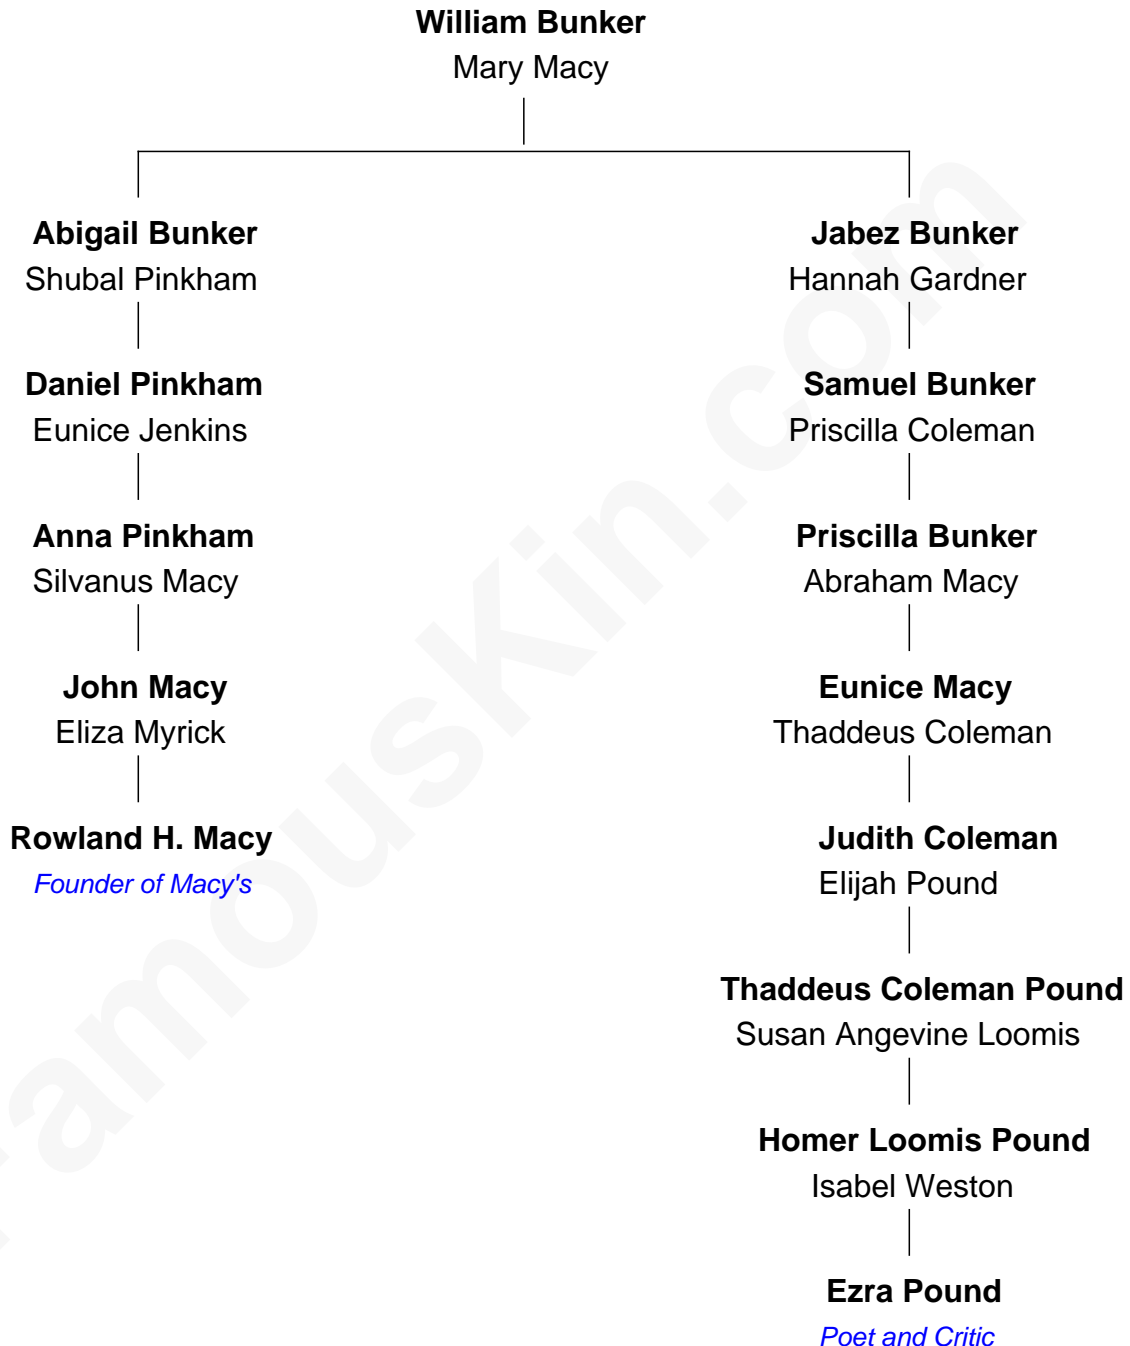 William Bunker
Mary Macy
Abigail Bunker
Shubal Pinkham
Jabez Bunker
Hannah Gardner
Daniel Pinkham
Eunice Jenkins
Samuel Bunker
Priscilla Coleman
Anna Pinkham
Silvanus Macy
Priscilla Bunker
Abraham Macy
John Macy
Eliza Myrick
Eunice Macy
Thaddeus Coleman
Rowland H. Macy
Founder of Macy's
Judith Coleman
Elijah Pound
Thaddeus Coleman Pound
Susan Angevine Loomis
Homer Loomis Pound
Isabel Weston
Ezra Pound
Poet and Critic
FamousKin.com